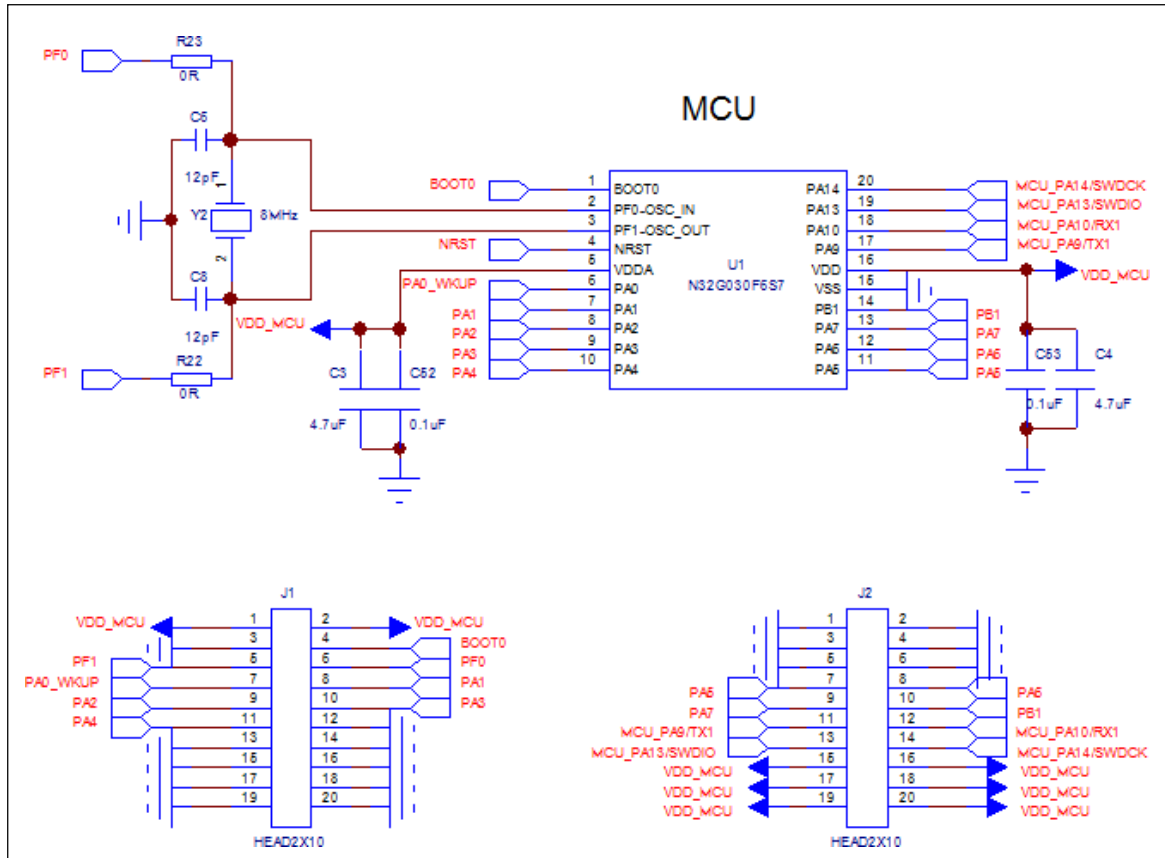 MCU
PF0
R23
0R
C6
12pF
1
Y2
8MHz
2
C8
12pF
PF1
R22
0R
BOOT0
NRST
VDD_MCU
PA0_WKUP
PA1
PA2
PA3
PA4
C3
4.7uF
C52
0.1uF
1 BOOT0
2 PF0-OSC_IN
3 PF1-OSC_OUT
4 NRST
5 VDDA
6 PA0
7 PA1
8 PA2
9 PA3
10 PA4
U1
N32G030F6S7
PA14 20
PA13 19
PA10 18
PA9 17
VDD 16
VSS 15
PB1 14
PA7 13
PA6 12
PA5 11
MCU_PA14/SWDCK
MCU_PA13/SWDIO
MCU_PA10/RX1
MCU_PA9/TX1
VDD_MCU
PB1
PA7
PA6
PA5
C53
0.1uF
C4
4.7uF
J1
VDD_MCU 1 2 VDD_MCU
3 4 BOOT0
PF1 5 6 PF0
PA0_WKUP 7 8 PA1
PA2 9 10 PA3
PA4 11 12
13 14
15 16
17 18
19 20
HEAD2X10
J2
1 2
3 4
5 6
PA5 7 8 PA6
PA7 9 10 PB1
MCU_PA9/TX1 11 12 MCU_PA10/RX1
MCU_PA13/SWDIO 13 14 MCU_PA14/SWDCK
VDD_MCU 15 16 VDD_MCU
VDD_MCU 17 18 VDD_MCU
VDD_MCU 19 20 VDD_MCU
HEAD2X10